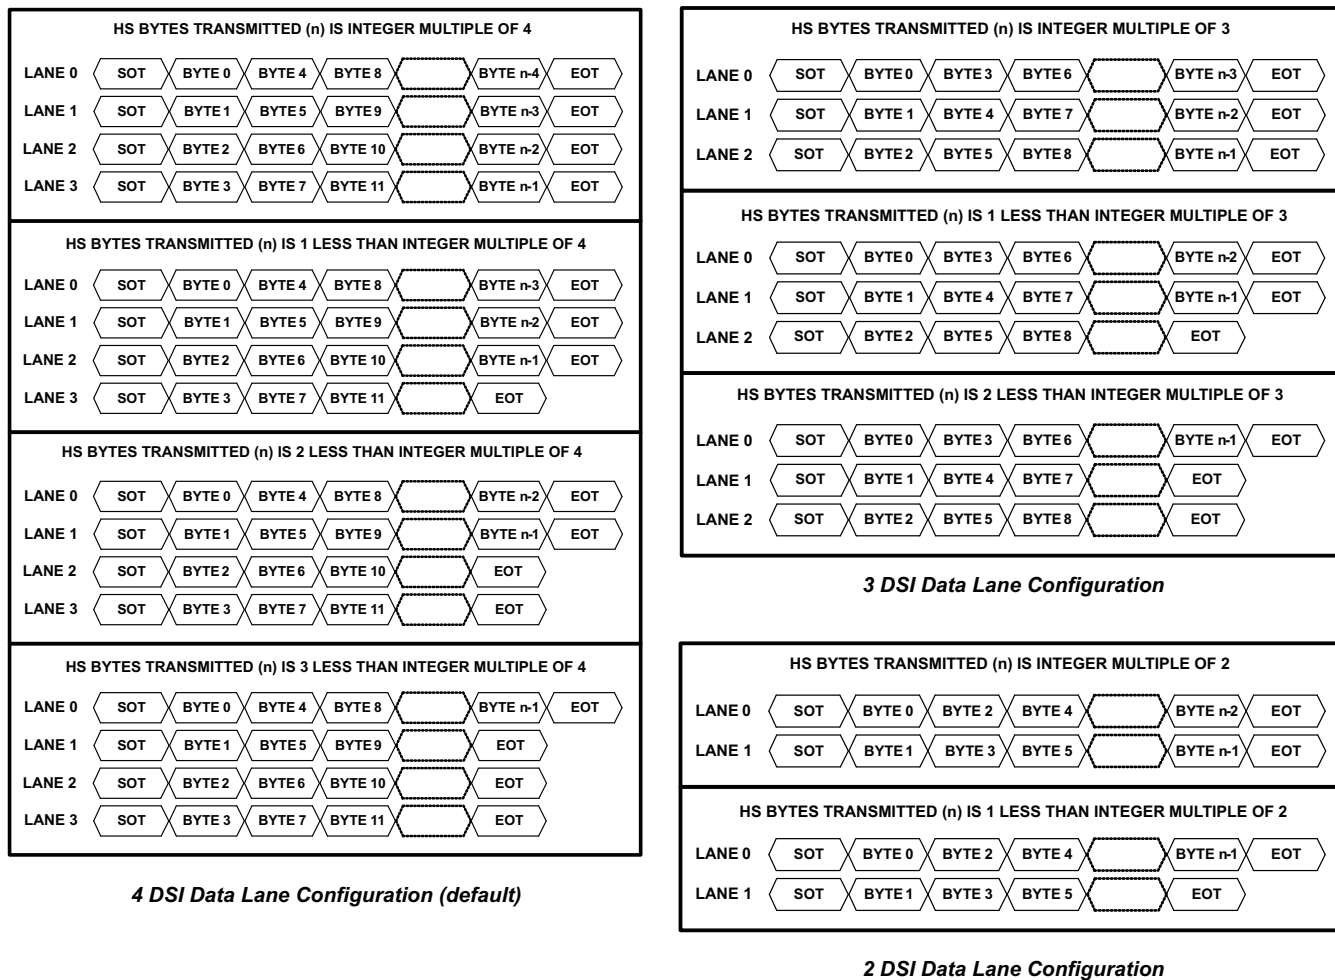 HS BYTES TRANSMITTED (n) IS INTEGER MULTIPLE OF 4
LANE 0 SOT BYTE 0 BYTE 4 BYTE 8 BYTE n-4 EOT
LANE 1 SOT BYTE 1 BYTE 5 BYTE 9 BYTE n-3 EOT
LANE 2 SOT BYTE 2 BYTE 6 BYTE 10 BYTE n-2 EOT
LANE 3 SOT BYTE 3 BYTE 7 BYTE 11 BYTE n-1 EOT
HS BYTES TRANSMITTED (n) IS 1 LESS THAN INTEGER MULTIPLE OF 4
LANE 0 SOT BYTE 0 BYTE 4 BYTE 8 BYTE n-3 EOT
LANE 1 SOT BYTE 1 BYTE 5 BYTE 9 BYTE n-2 EOT
LANE 2 SOT BYTE 2 BYTE 6 BYTE 10 BYTE n-1 EOT
LANE 3 SOT BYTE 3 BYTE 7 BYTE 11 EOT
HS BYTES TRANSMITTED (n) IS 2 LESS THAN INTEGER MULTIPLE OF 4
LANE 0 SOT BYTE 0 BYTE 4 BYTE 8 BYTE n-2 EOT
LANE 1 SOT BYTE 1 BYTE 5 BYTE 9 BYTE n-1 EOT
LANE 2 SOT BYTE 2 BYTE 6 BYTE 10 EOT
LANE 3 SOT BYTE 3 BYTE 7 BYTE 11 EOT
HS BYTES TRANSMITTED (n) IS 3 LESS THAN INTEGER MULTIPLE OF 4
LANE 0 SOT BYTE 0 BYTE 4 BYTE 8 BYTE n-1 EOT
LANE 1 SOT BYTE 1 BYTE 5 BYTE 9 EOT
LANE 2 SOT BYTE 2 BYTE 6 BYTE 10 EOT
LANE 3 SOT BYTE 3 BYTE 7 BYTE 11 EOT
4 DSI Data Lane Configuration (default)
HS BYTES TRANSMITTED (n) IS INTEGER MULTIPLE OF 3
LANE 0 SOT BYTE 0 BYTE 3 BYTE 6 BYTE n-3 EOT
LANE 1 SOT BYTE 1 BYTE 4 BYTE 7 BYTE n-2 EOT
LANE 2 SOT BYTE 2 BYTE 5 BYTE 8 BYTE n-1 EOT
HS BYTES TRANSMITTED (n) IS 1 LESS THAN INTEGER MULTIPLE OF 3
LANE 0 SOT BYTE 0 BYTE 3 BYTE 6 BYTE n-2 EOT
LANE 1 SOT BYTE 1 BYTE 4 BYTE 7 BYTE n-1 EOT
LANE 2 SOT BYTE 2 BYTE 5 BYTE 8 EOT
HS BYTES TRANSMITTED (n) IS 2 LESS THAN INTEGER MULTIPLE OF 3
LANE 0 SOT BYTE 0 BYTE 3 BYTE 6 BYTE n-1 EOT
LANE 1 SOT BYTE 1 BYTE 4 BYTE 7 EOT
LANE 2 SOT BYTE 2 BYTE 5 BYTE 8 EOT
3 DSI Data Lane Configuration
HS BYTES TRANSMITTED (n) IS INTEGER MULTIPLE OF 2
LANE 0 SOT BYTE 0 BYTE 2 BYTE 4 BYTE n-2 EOT
LANE 1 SOT BYTE 1 BYTE 3 BYTE 5 BYTE n-1 EOT
HS BYTES TRANSMITTED (n) IS 1 LESS THAN INTEGER MULTIPLE OF 2
LANE 0 SOT BYTE 0 BYTE 2 BYTE 4 BYTE n-1 EOT
LANE 1 SOT BYTE 1 BYTE 3 BYTE 5 EOT
2 DSI Data Lane Configuration